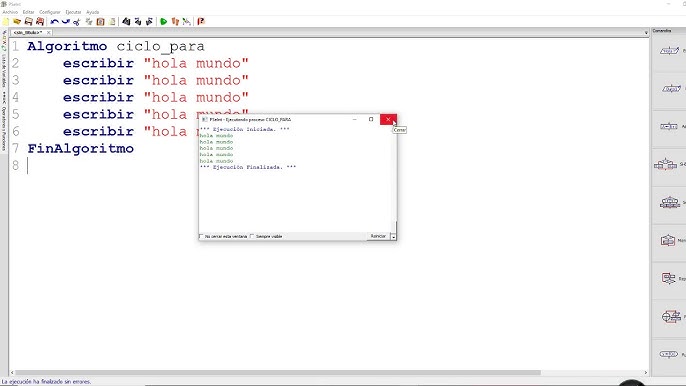 PSeInt
Archivo Editar Configurar Ejecutar Ayuda
<sin_titulo>*
Comandos
Lista de Variables
Operadores y Funciones
1 Algoritmo ciclo_para
2 escribir "hola mundo"
3 escribir "hola mundo"
4 escribir "hola mundo"
5 escribir "hola mu
6 escribir "hola m
7 FinAlgoritmo
8
PSeInt - Ejecutando proceso CICLO_PARA
Cerrar
*** Ejecución Iniciada. ***
hola mundo
hola mundo
hola mundo
hola mundo
hola mundo
*** Ejecución Finalizada. ***
No cerrar esta ventana Siempre visible Reiniciar
La ejecución ha finalizado sin errores.